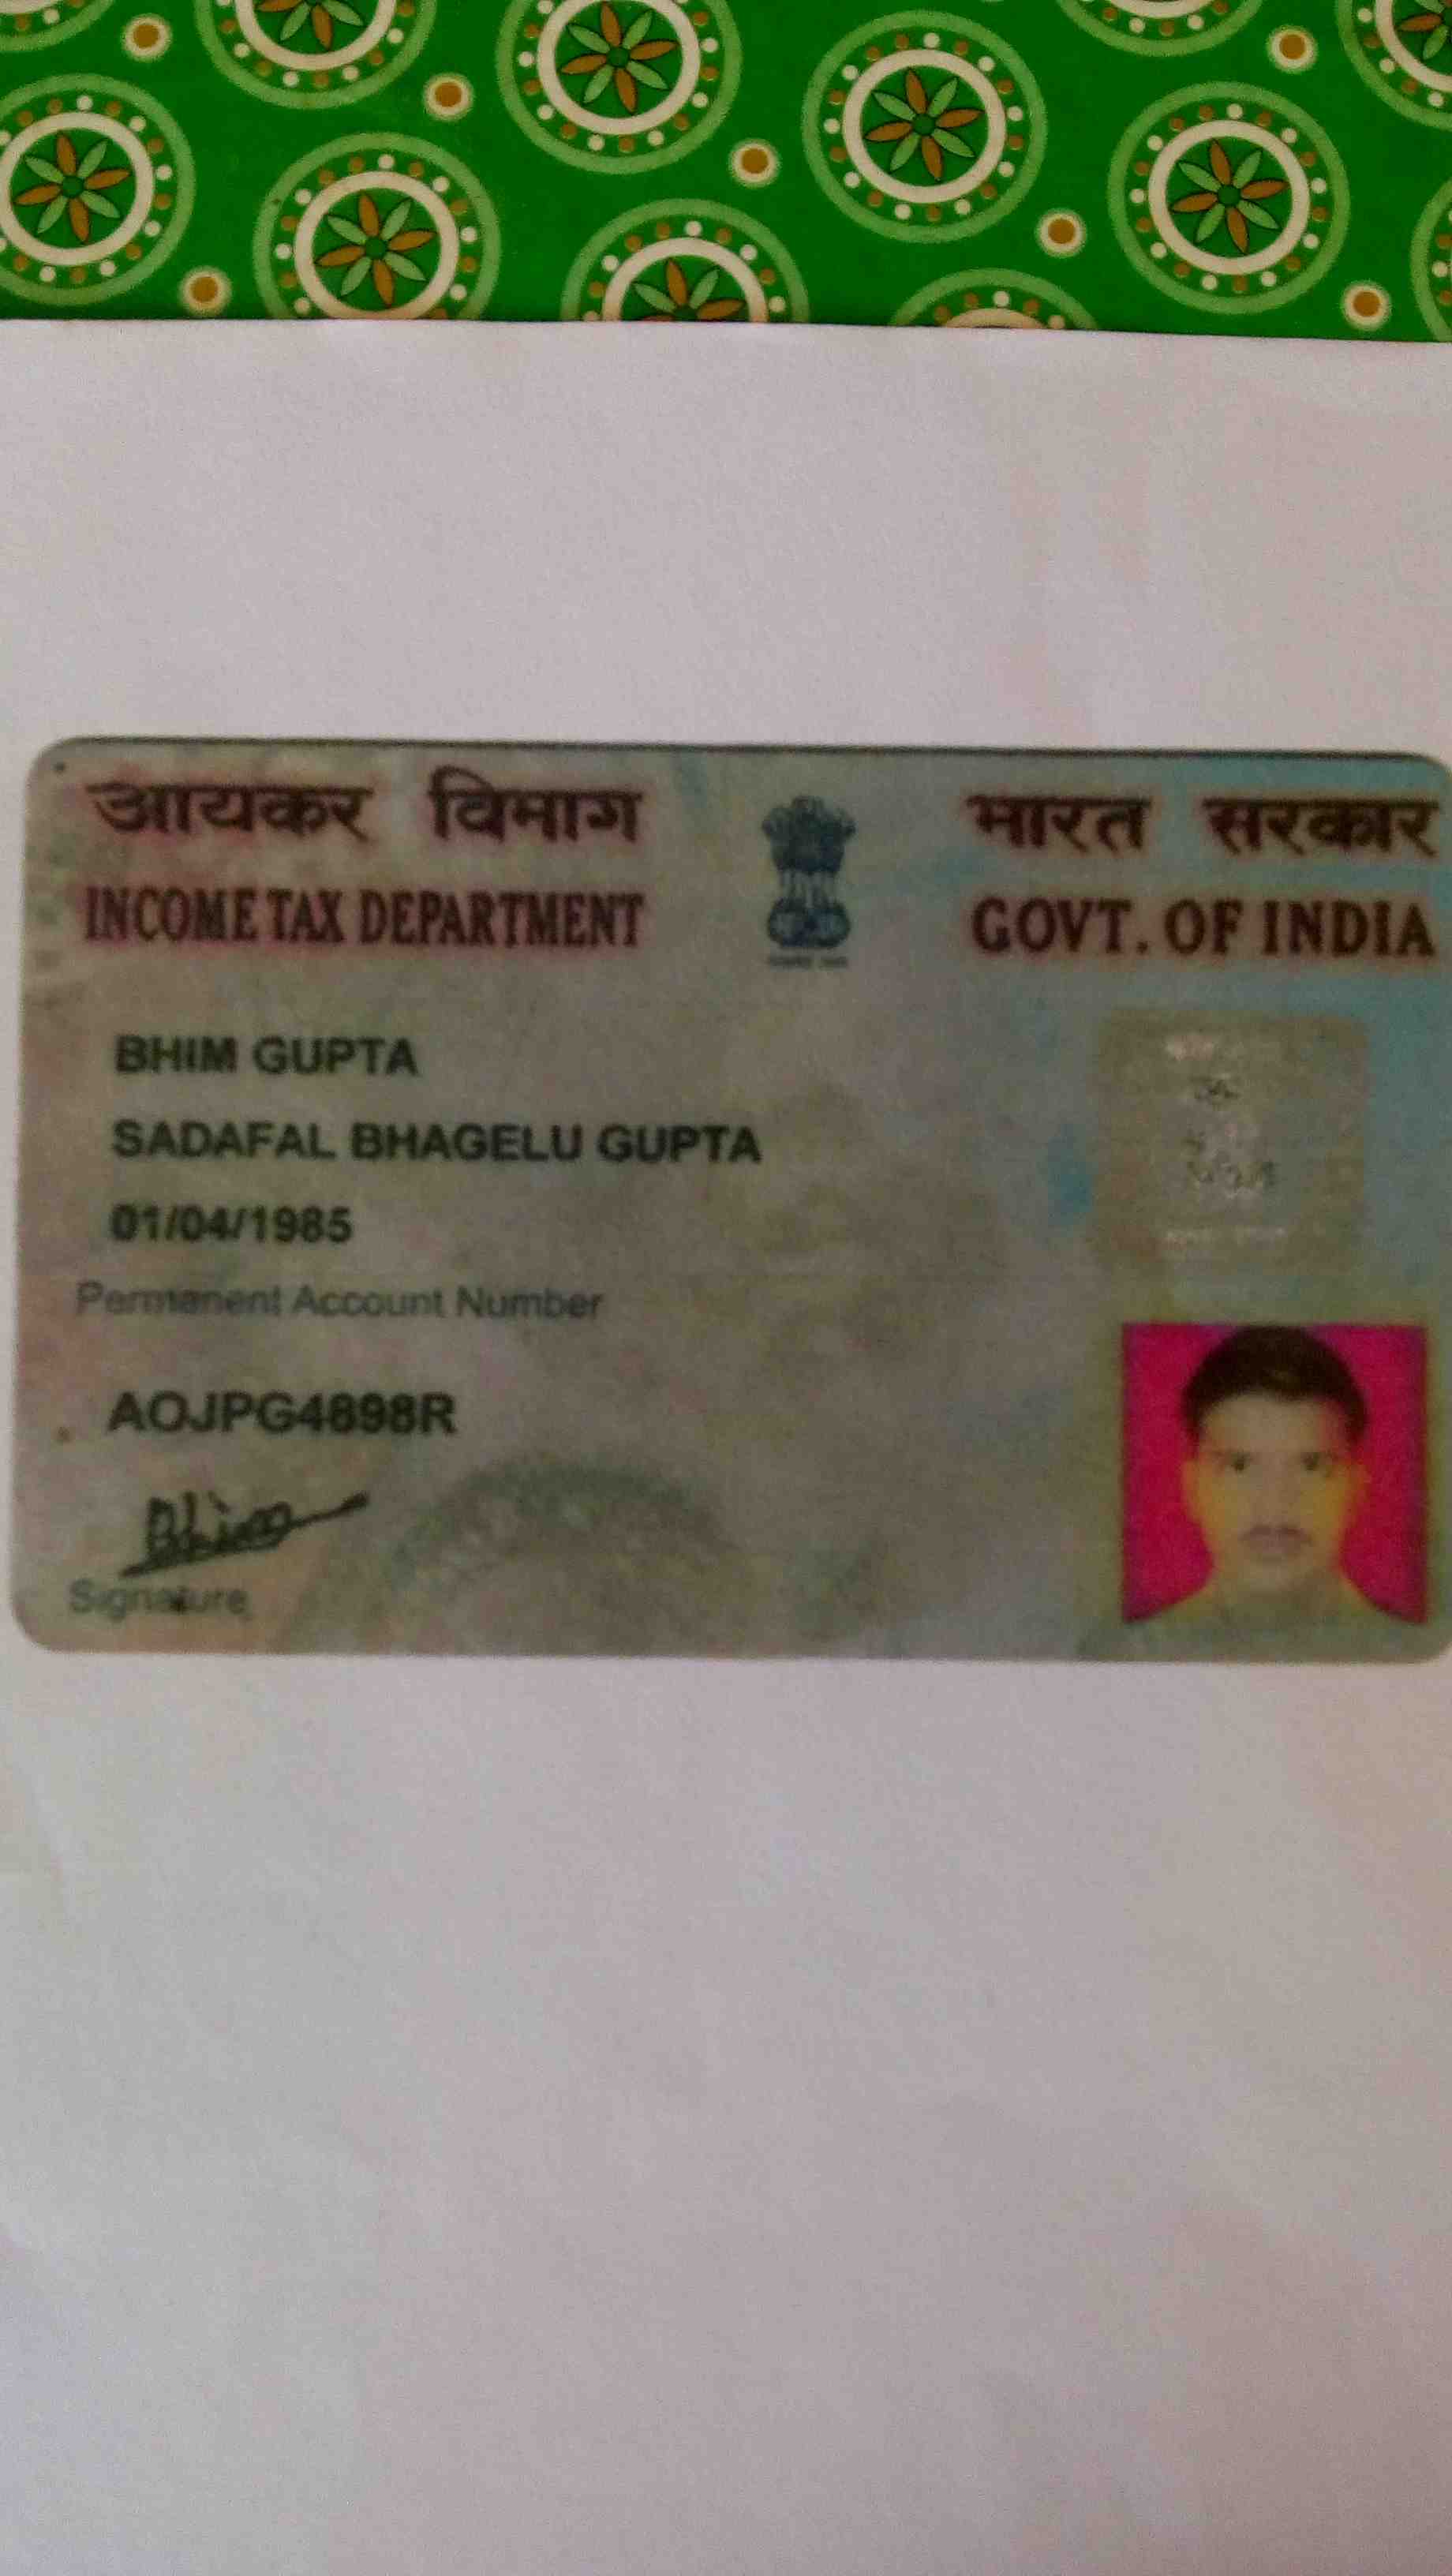 आयकर विभाग
INCOME TAX DEPARTMENT
भारत सरकार
GOVT. OF INDIA
BHIM GUPTA
SADAFAL BHAGELU GUPTA
01/04/1985
Permanent Account Number
AOJPG4898R
Bhim
Signature